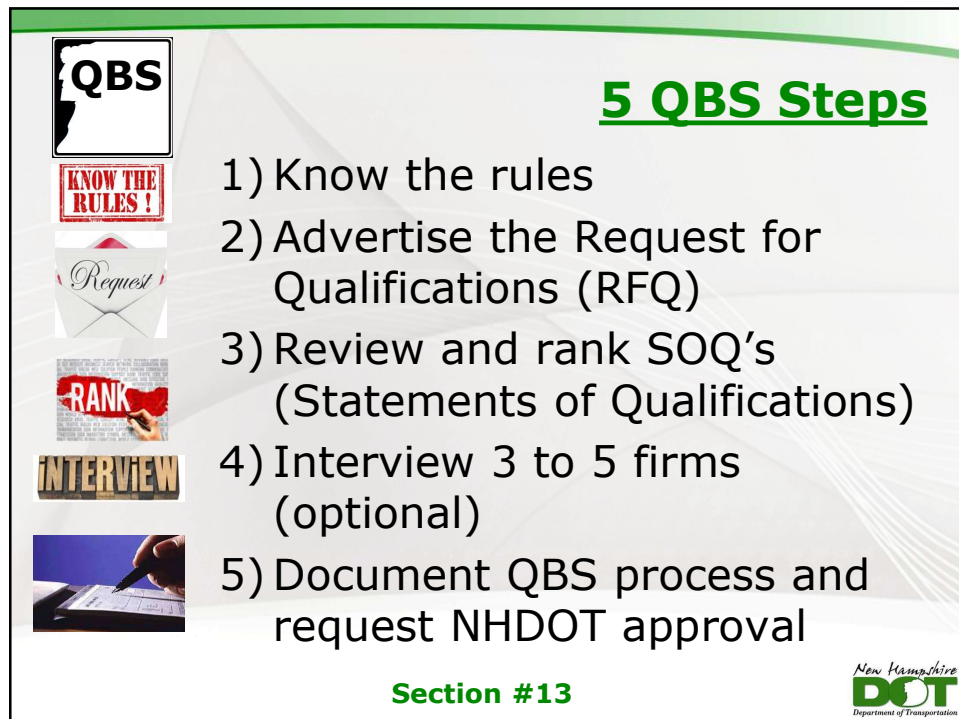 QBS
5 QBS Steps
KNOW THE
RULES !
1) Know the rules
Request
2) Advertise the Request for
Qualifications (RFQ)
RANK
3) Review and rank SOQ’s
(Statements of Qualifications)
iNTERViEW
4) Interview 3 to 5 firms
(optional)
5) Document QBS process and
request NHDOT approval
Section #13
New Hampshire
DOT
Department of Transportation